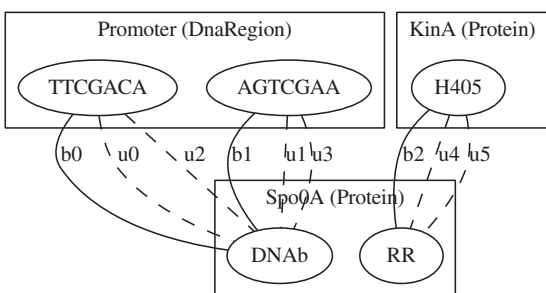 Promoter (DnaRegion)
KinA (Protein)
TTCGACA
AGTCGAA
H405
b0
u0
u2
b1
u1
u3
b2
u4
u5
Spo0A (Protein)
DNAb
RR